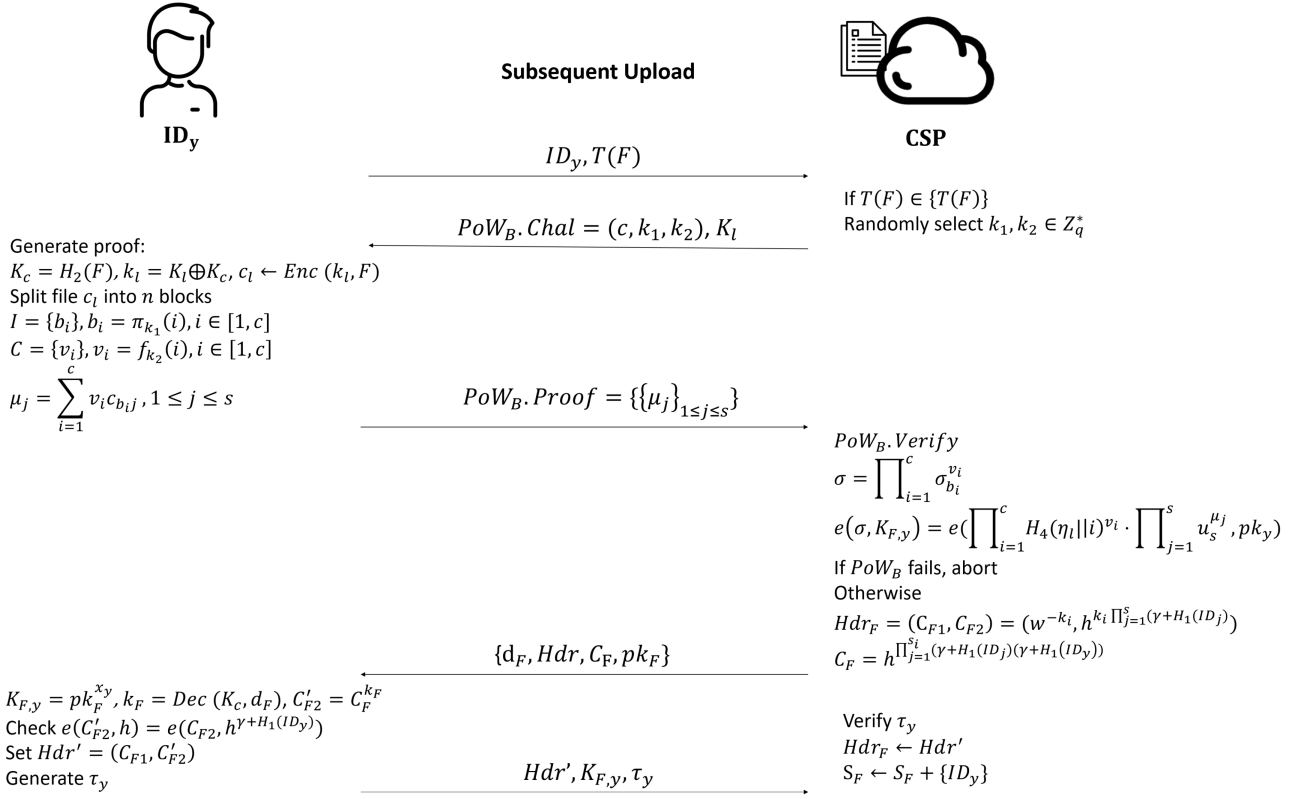 Subsequent Upload
ID_y
CSP
ID_y, T(F)
If T(F) ∈ {T(F)}
Randomly select k_1, k_2 ∈ Z_q^*
PoW_B.Chal = (c, k_1, k_2), K_l
Generate proof:
K_c = H_2(F), k_l = K_l⨁K_c, c_l ← Enc (k_l, F)
Split file c_l into n blocks
I = {b_i}, b_i = π_{k_1}(i), i ∈ [1, c]
C = {v_i}, v_i = f_{k_2}(i), i ∈ [1, c]
μ_j = ∑_{i=1}^{c} v_i c_{b_i j}, 1 ≤ j ≤ s
PoW_B.Proof = {{μ_j}_{1≤j≤s}}
PoW_B.Verify
σ = ∏_{i=1}^{c} σ_{b_i}^{v_i}
e(σ, K_{F,y}) = e(∏_{i=1}^{c} H_4(η_l||i)^{v_i} · ∏_{j=1}^{s} u_s^{μ_j}, pk_y)
If PoW_B fails, abort
Otherwise
Hdr_F = (C_{F1}, C_{F2}) = (w^{-k_i}, h^{k_i ∏_{j=1}^{s}(γ+H_1(ID_j)})
C_F = h^{∏_{j=1}^{s_i}(γ+H_1(ID_j)(γ+H_1(ID_y))}
{d_F, Hdr, C_F, pk_F}
K_{F,y} = pk_F^{x_y}, k_F = Dec (K_c, d_F), C'_{F2} = C_F^{k_F}
Check e(C'_{F2}, h) = e(C_{F2}, h^{γ+H_1(ID_y)})
Set Hdr' = (C_{F1}, C'_{F2})
Generate τ_y
Hdr', K_{F,y}, τ_y
Verify τ_y
Hdr_F ← Hdr'
S_F ← S_F + {ID_y}